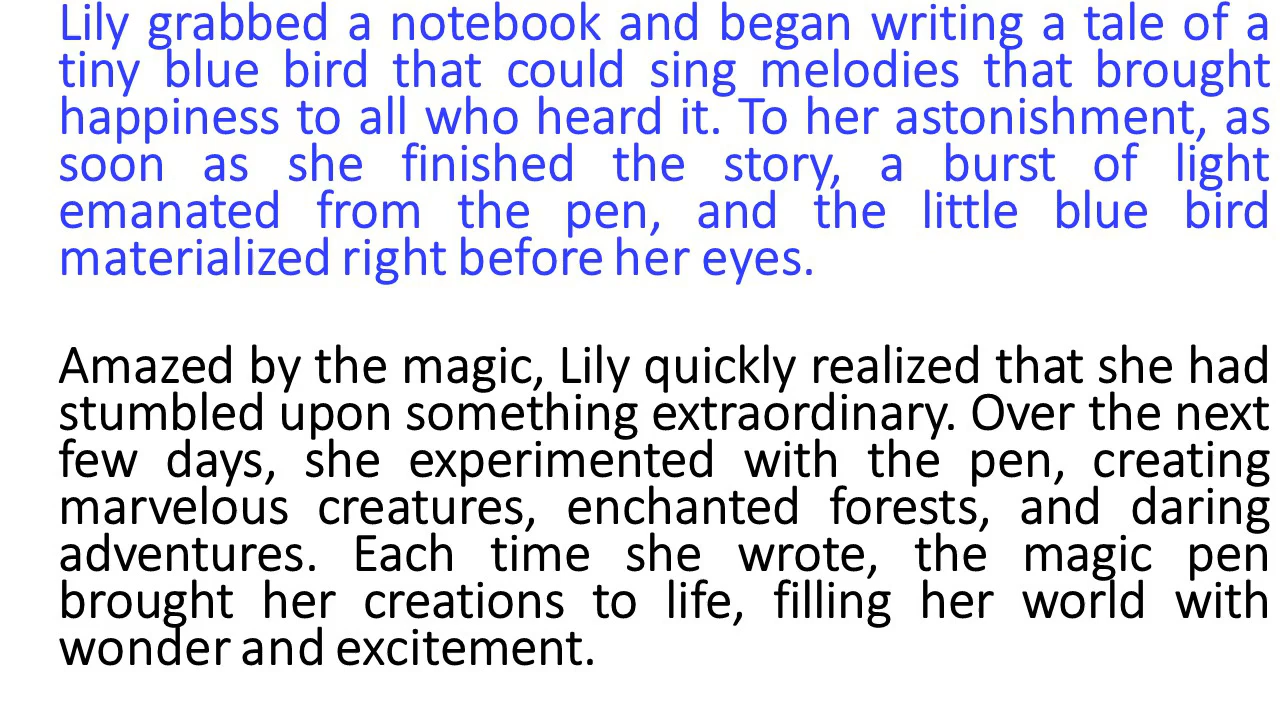 Lily grabbed a notebook and began writing a tale of a
tiny blue bird that could sing melodies that brought
happiness to all who heard it. To her astonishment, as
soon as she finished the story, a burst of light
emanated from the pen, and the little blue bird
materialized right before her eyes.
Amazed by the magic, Lily quickly realized that she had
stumbled upon something extraordinary. Over the next
few days, she experimented with the pen, creating
marvelous creatures, enchanted forests, and daring
adventures. Each time she wrote, the magic pen
brought her creations to life, filling her world with
wonder and excitement.